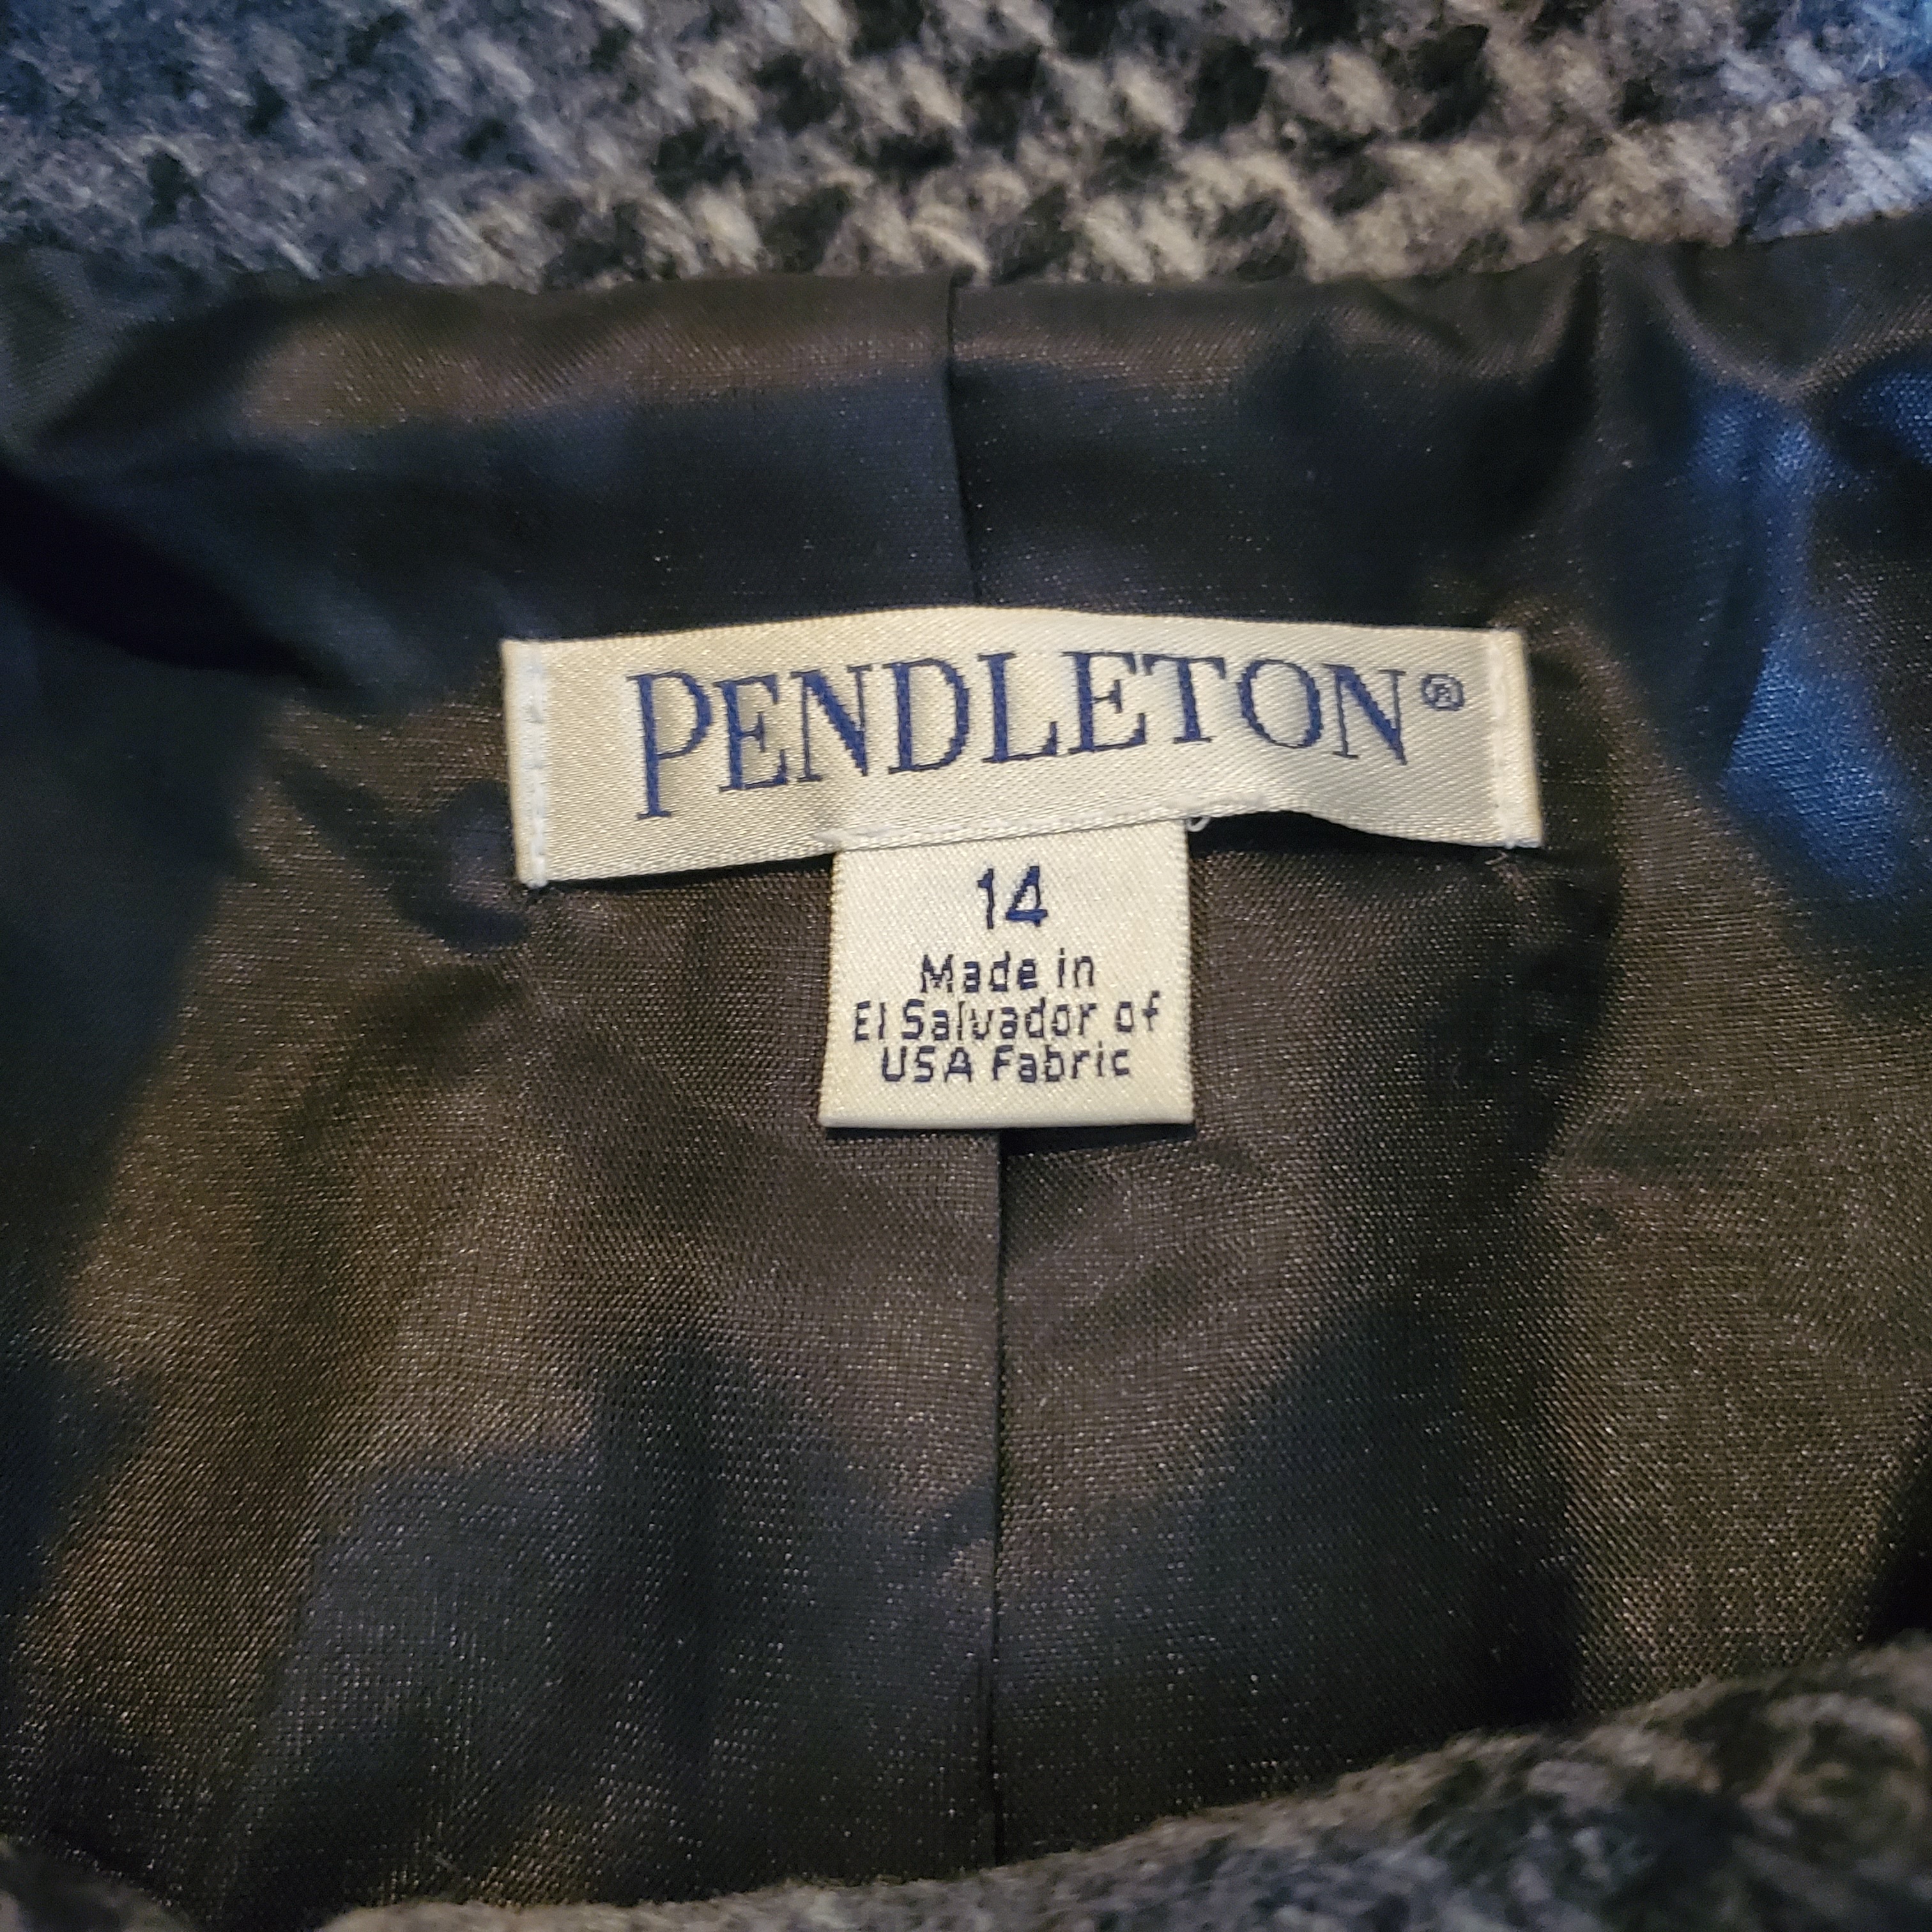 PENDLETON®
14
Made in
El Salvador of
USA Fabric